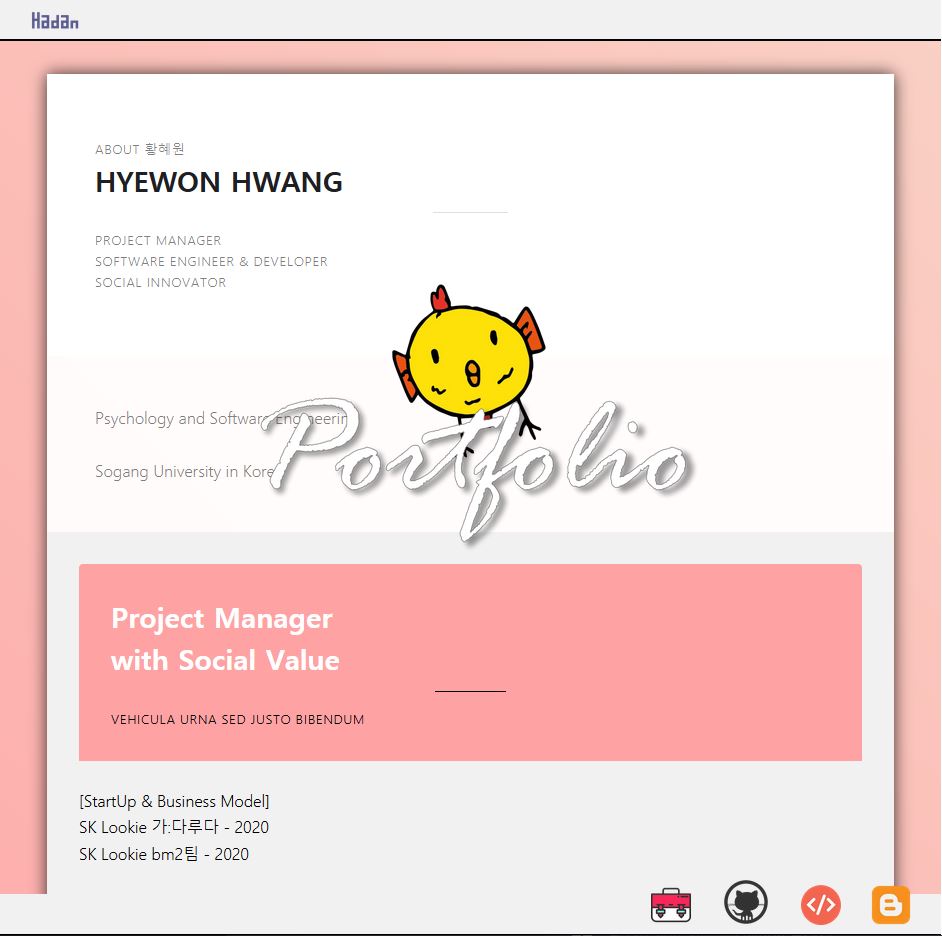 Hadan
ABOUT 황혜원
HYEWON HWANG
PROJECT MANAGER
SOFTWARE ENGINEER & DEVELOPER
SOCIAL INNOVATOR
Psychology and Software Engineerin
Portfolio
Sogang University in Kore
Project Manager
with Social Value
VEHICULA URNA SED JUSTO BIBENDUM
[StartUp & Business Model]
SK Lookie 가:다루다 - 2020
SK Lookie bm2팀 - 2020